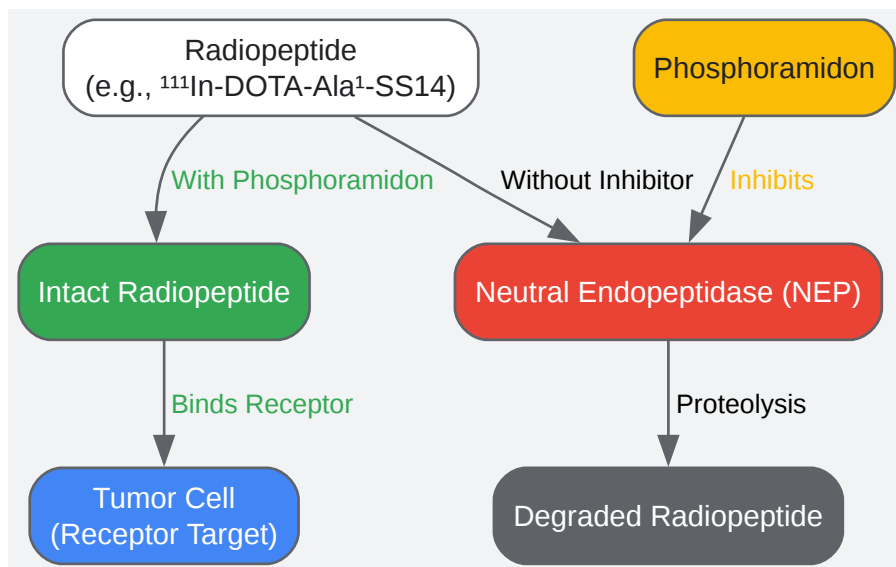 Radiopeptide
(e.g., ¹¹¹In-DOTA-Ala¹-SS14)
Phosphoramidon
With Phosphoramidon
Without Inhibitor
Inhibits
Intact Radiopeptide
Neutral Endopeptidase (NEP)
Binds Receptor
Proteolysis
Tumor Cell
(Receptor Target)
Degraded Radiopeptide